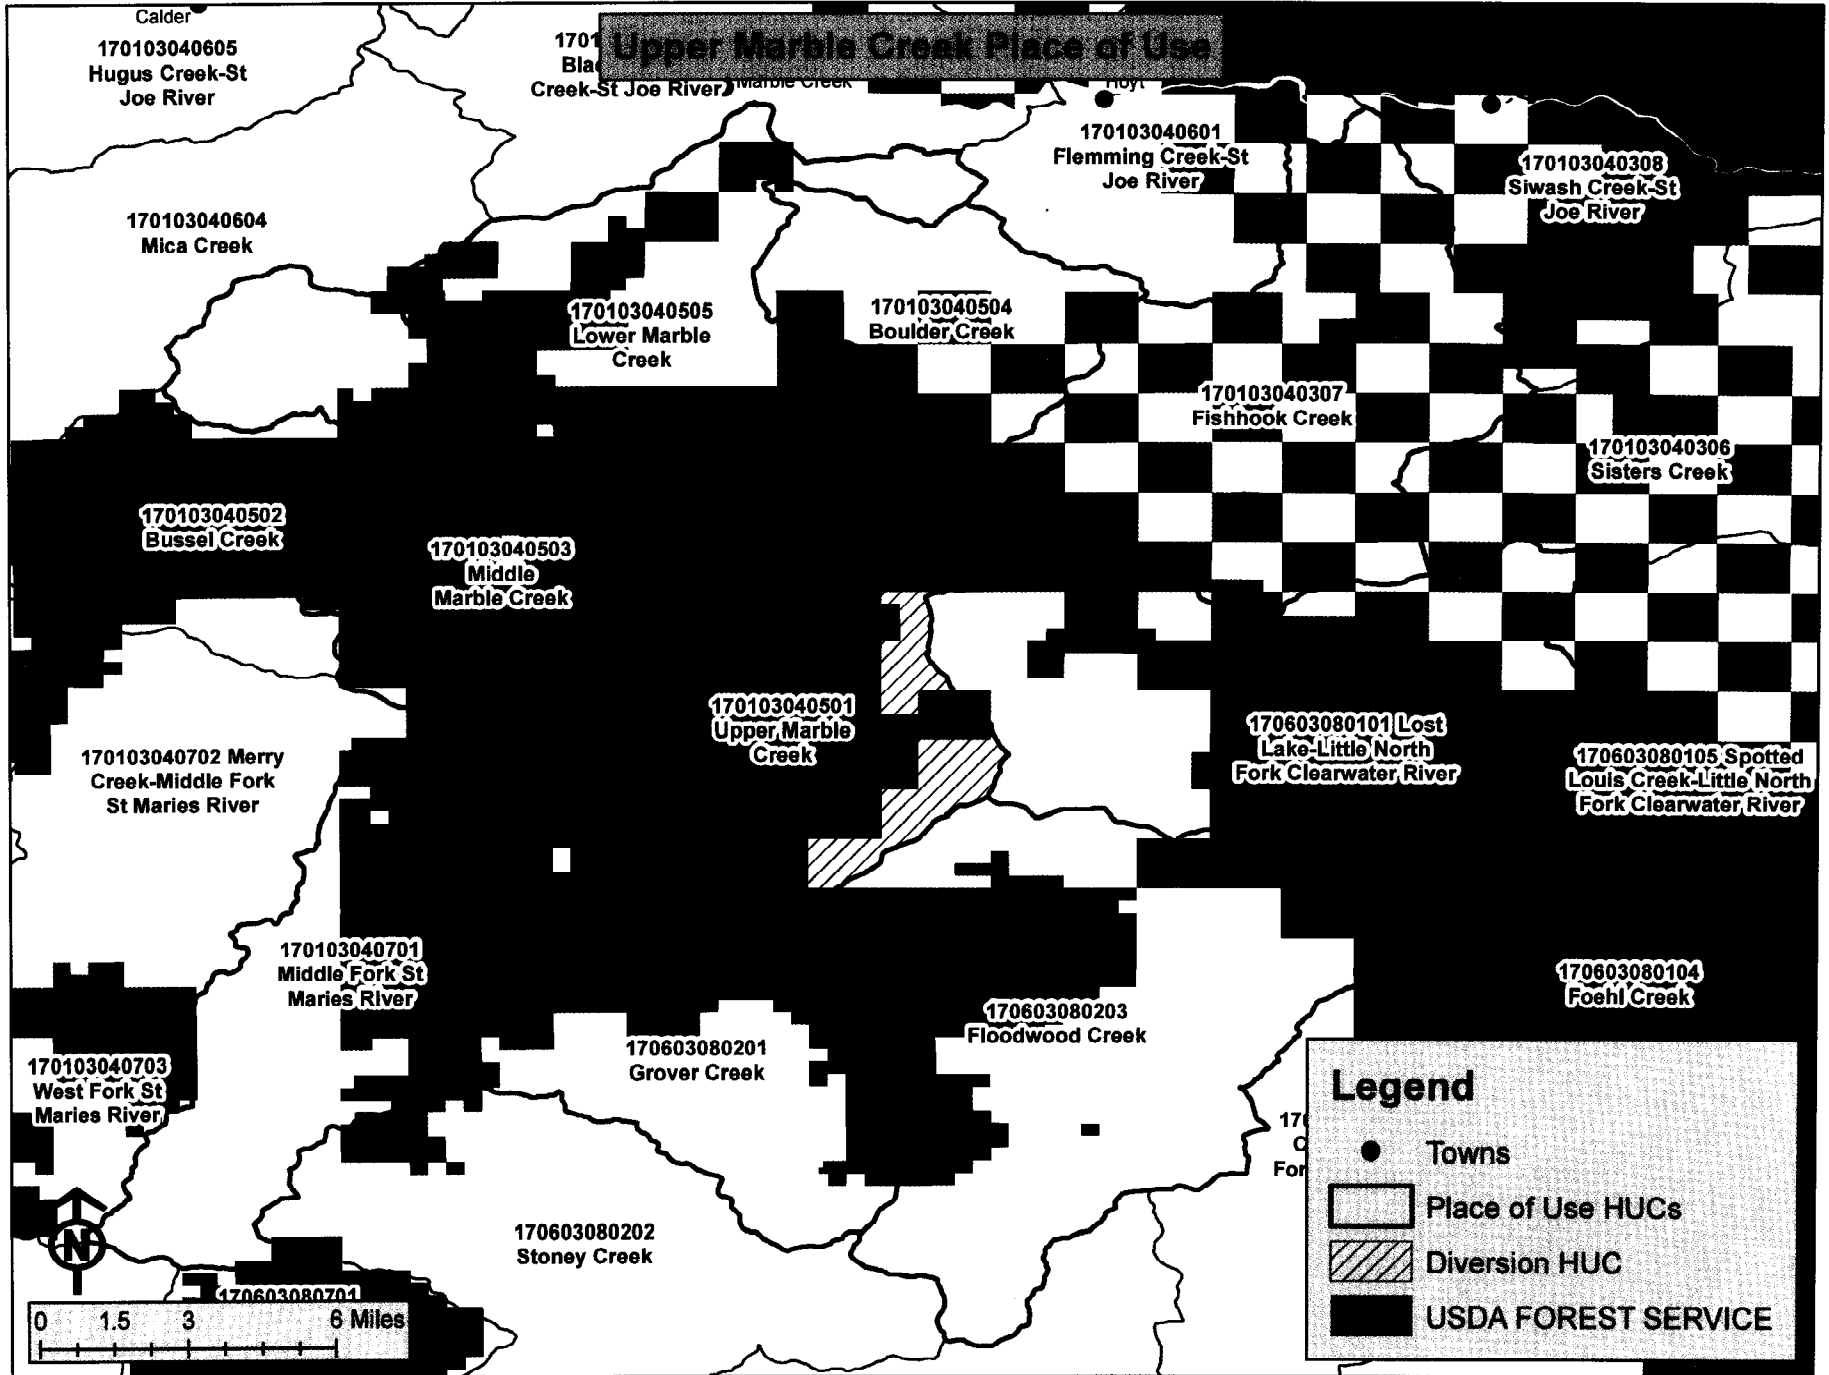 Calder
Upper Marble Creek Place of Use
170103040605
Hugus Creek-St
Joe River
1701
Bla
Creek-St Joe River
Marble Creek
Hoyt
170103040601
Flemming Creek-St
Joe River
170103040308
Siwash Creek-St
Joe River
170103040604
Mica Creek
170103040505
Lower Marble
Creek
170103040504
Boulder Creek
170103040307
Fishhook Creek
170103040306
Sisters Creek
170103040502
Bussel Creek
170103040503
Middle
Marble Creek
170103040501
Upper Marble
Creek
170603080101 Lost
Lake-Little North
Fork Clearwater River
170603080105 Spotted
Louis Creek-Little North
Fork Clearwater River
170103040702 Merry
Creek-Middle Fork
St Maries River
170103040701
Middle Fork St
Maries River
170603080104
Foehl Creek
170603080203
Floodwood Creek
170603080201
Grover Creek
170103040703
West Fork St
Maries River
170603080202
Stoney Creek
170603080701
170
C
For
N
0 1.5 3 6 Miles
Legend
Towns
Place of Use HUCs
Diversion HUC
USDA FOREST SERVICE